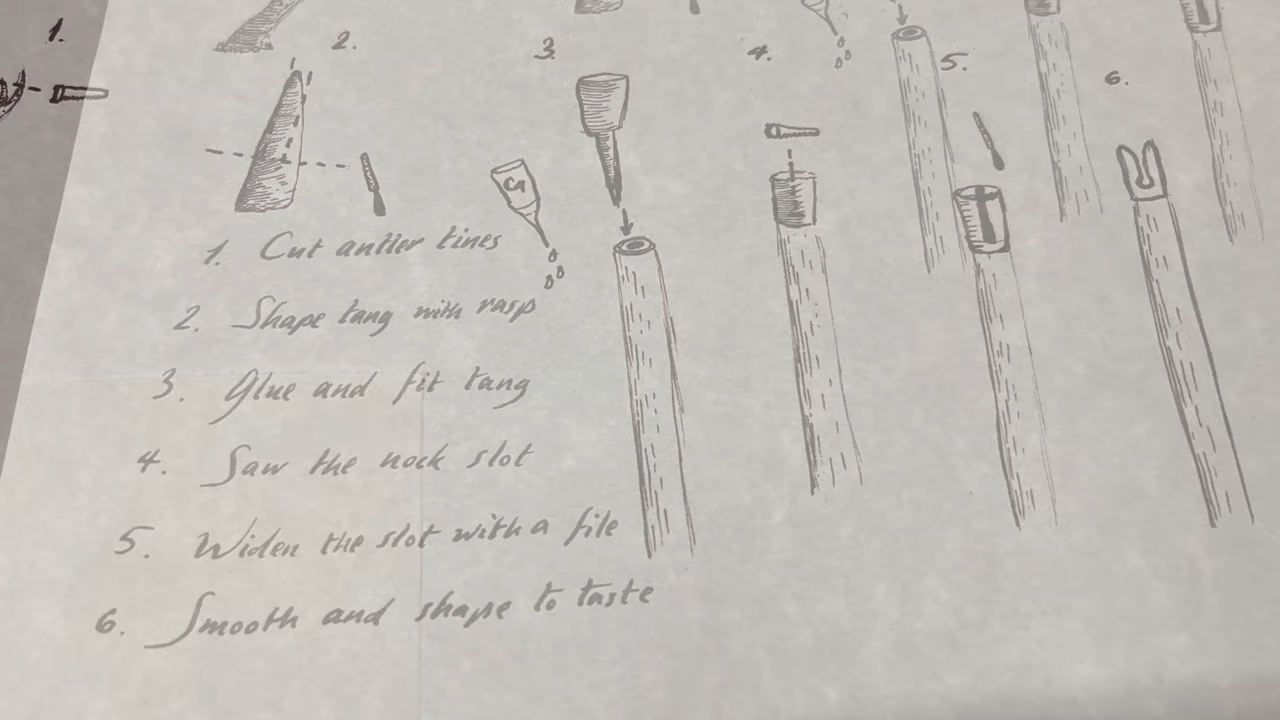 1.
2.
3.
4.
5.
6.
G
1. Cut antler tines
2. Shape tang with rasp
3. Glue and fit tang
4. Saw the nock slot
5. Widen the slot with a file
6. Smooth and shape to taste